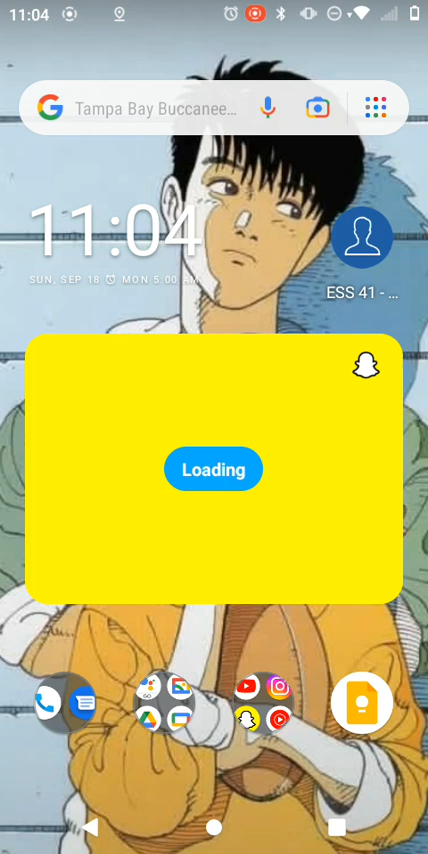 11:04
Tampa Bay Buccanee...
11:04
SUN, SEP 18 MON 5:00 AM
ESS 41 - ...
Loading